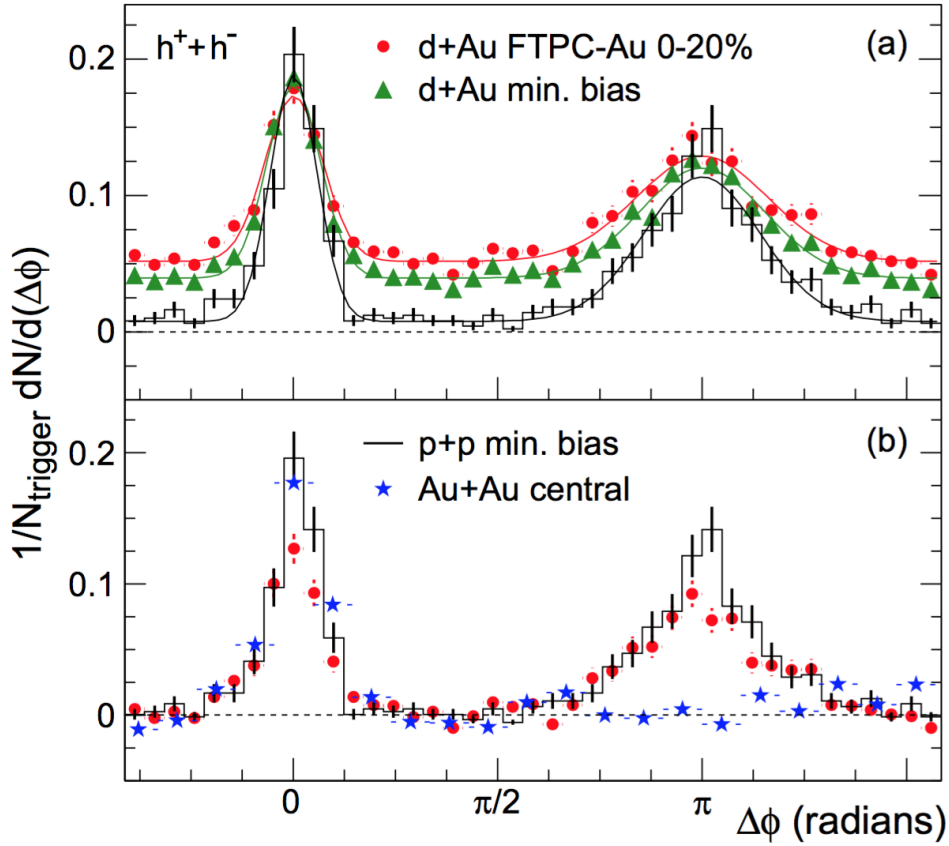 h⁺+h⁻
d+Au FTPC-Au 0-20%
d+Au min. bias
(a)
0.2
0.1
0
p+p min. bias
Au+Au central
(b)
0.2
0.1
0
1/N_trigger dN/d(Δϕ)
0
π/2
π
Δϕ (radians)